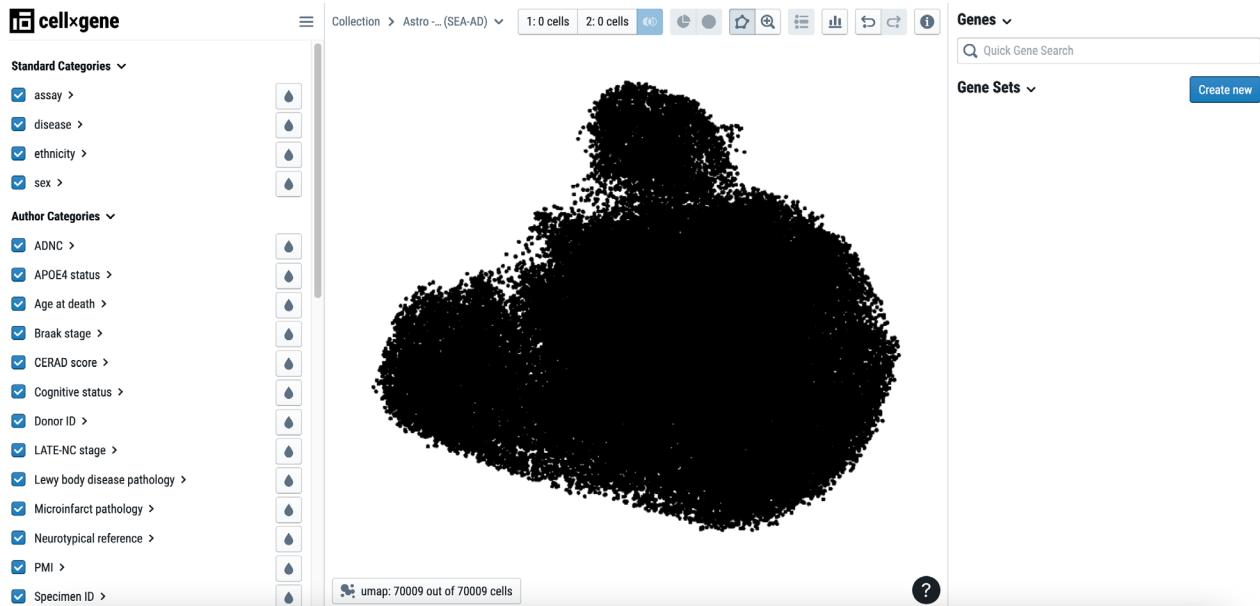 cell×gene
Collection > Astro -... (SEA-AD)
1: 0 cells
2: 0 cells
Standard Categories
assay
disease
ethnicity
sex
Author Categories
ADNC
APOE4 status
Age at death
Braak stage
CERAD score
Cognitive status
Donor ID
LATE-NC stage
Lewy body disease pathology
Microinfarct pathology
Neurotypical reference
PMI
Specimen ID
umap: 70009 out of 70009 cells
?
Genes
Quick Gene Search
Gene Sets
Create new